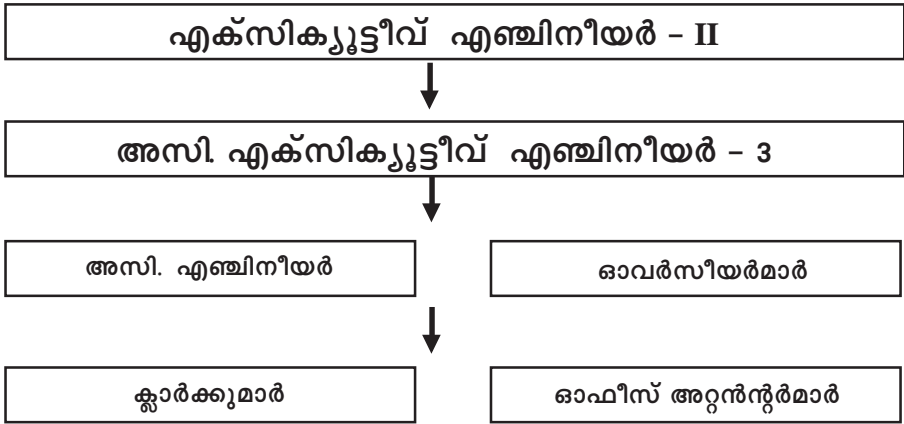 എക്സിക്യൂട്ടീവ് എഞ്ചിനീയർ – II
അസി. എക്സിക്യൂട്ടീവ് എഞ്ചിനീയർ – 3
അസി. എഞ്ചിനീയർ
ഓവർസീയർമാർ
ക്ലാർക്കുമാർ
ഓഫീസ് അറ്റൻന്റർമാർ